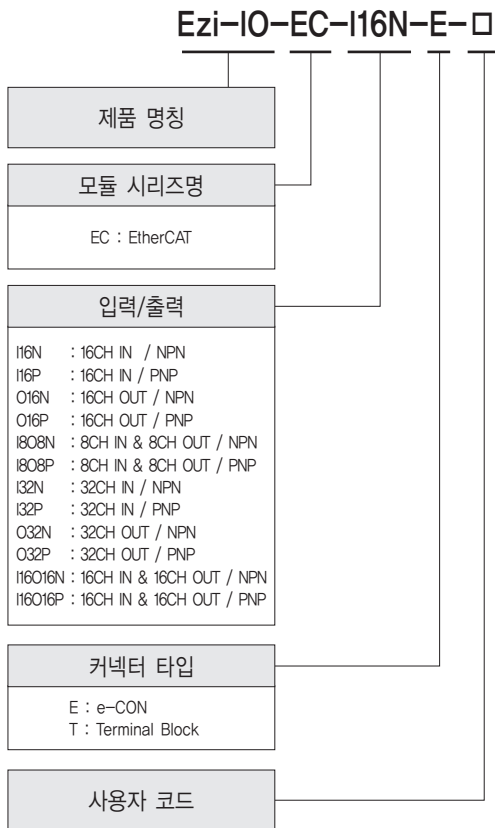 Ezi-IO-EC-I16N-E-□
제품 명칭
모듈 시리즈명
EC : EtherCAT
입력/출력
I16N : 16CH IN / NPN
I16P : 16CH IN / PNP
O16N : 16CH OUT / NPN
O16P : 16CH OUT / PNP
I8O8N : 8CH IN & 8CH OUT / NPN
I8O8P : 8CH IN & 8CH OUT / PNP
I32N : 32CH IN / NPN
I32P : 32CH IN / PNP
O32N : 32CH OUT / NPN
O32P : 32CH OUT / PNP
I16O16N : 16CH IN & 16CH OUT / NPN
I16O16P : 16CH IN & 16CH OUT / PNP
커넥터 타입
E : e-CON
T : Terminal Block
사용자 코드